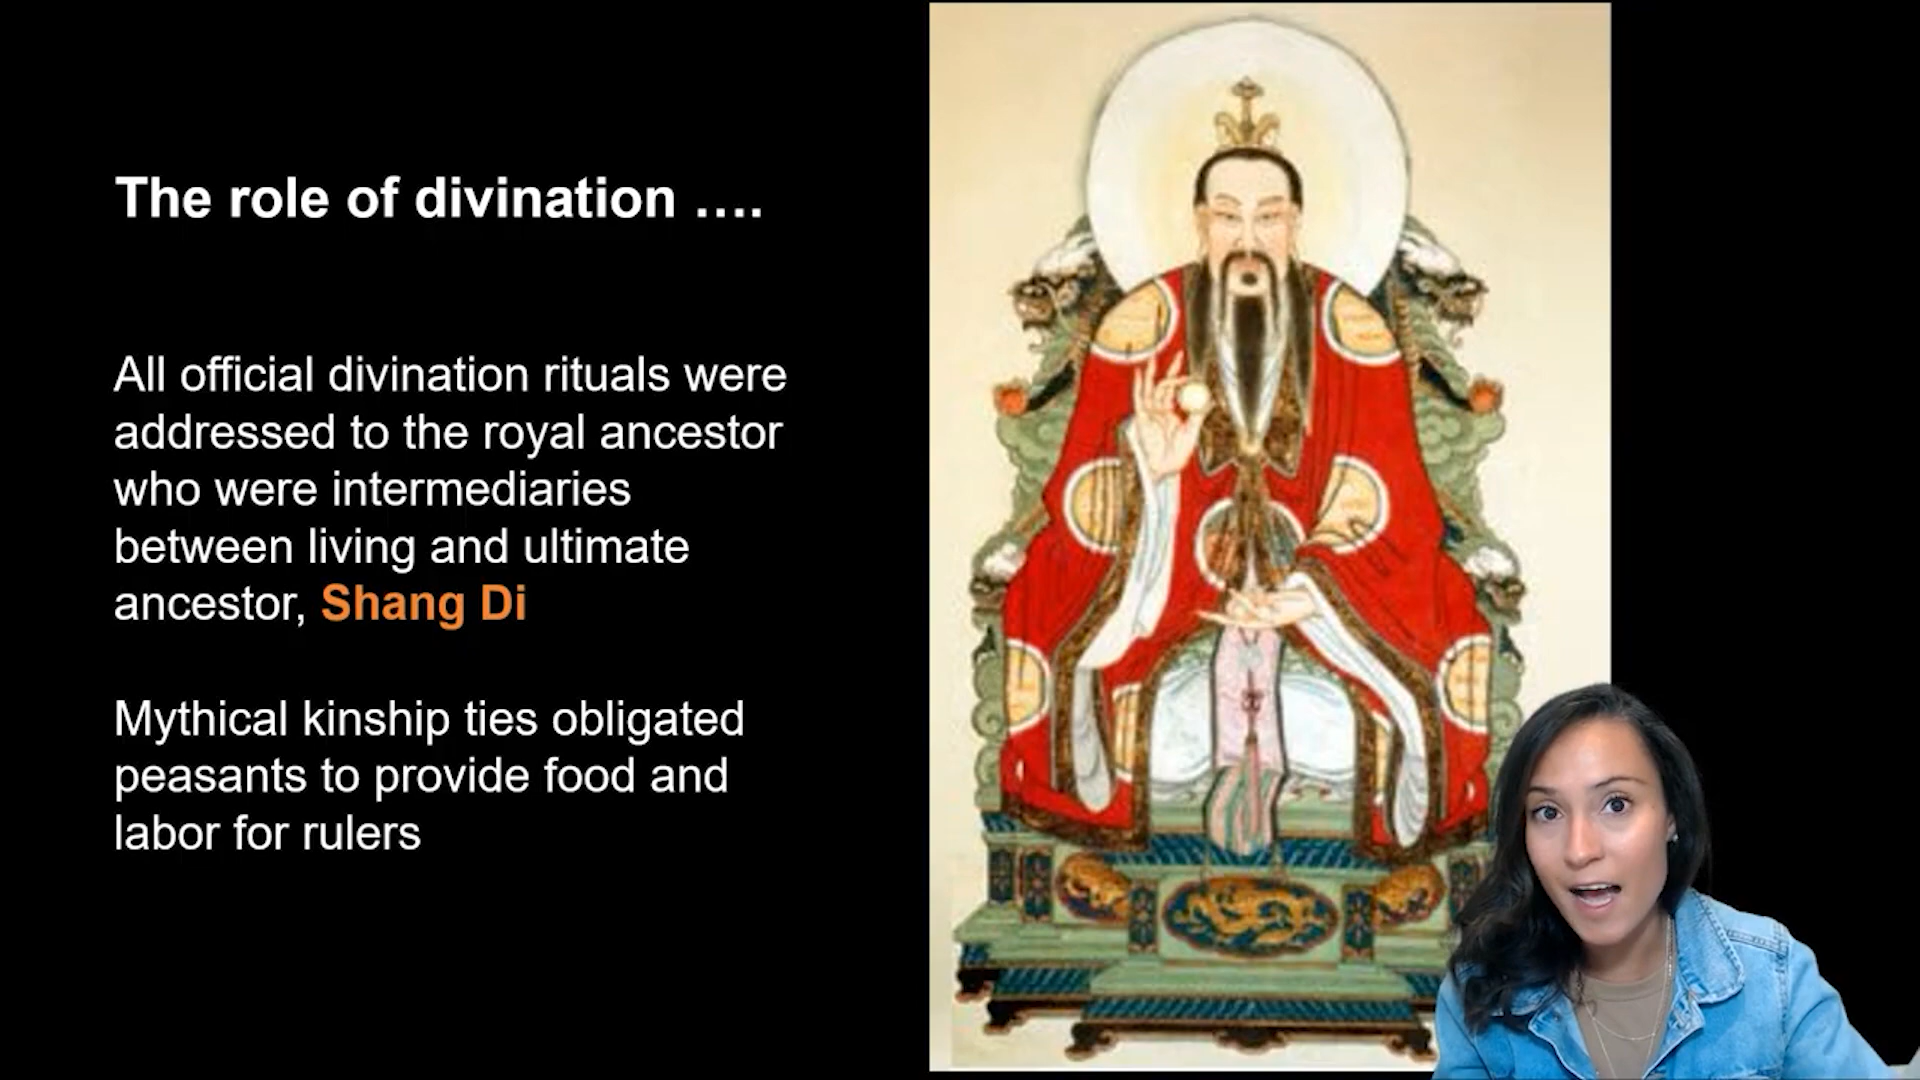 The role of divination ....
All official divination rituals were
addressed to the royal ancestor
who were intermediaries
between living and ultimate
ancestor, Shang Di
Mythical kinship ties obligated
peasants to provide food and
labor for rulers